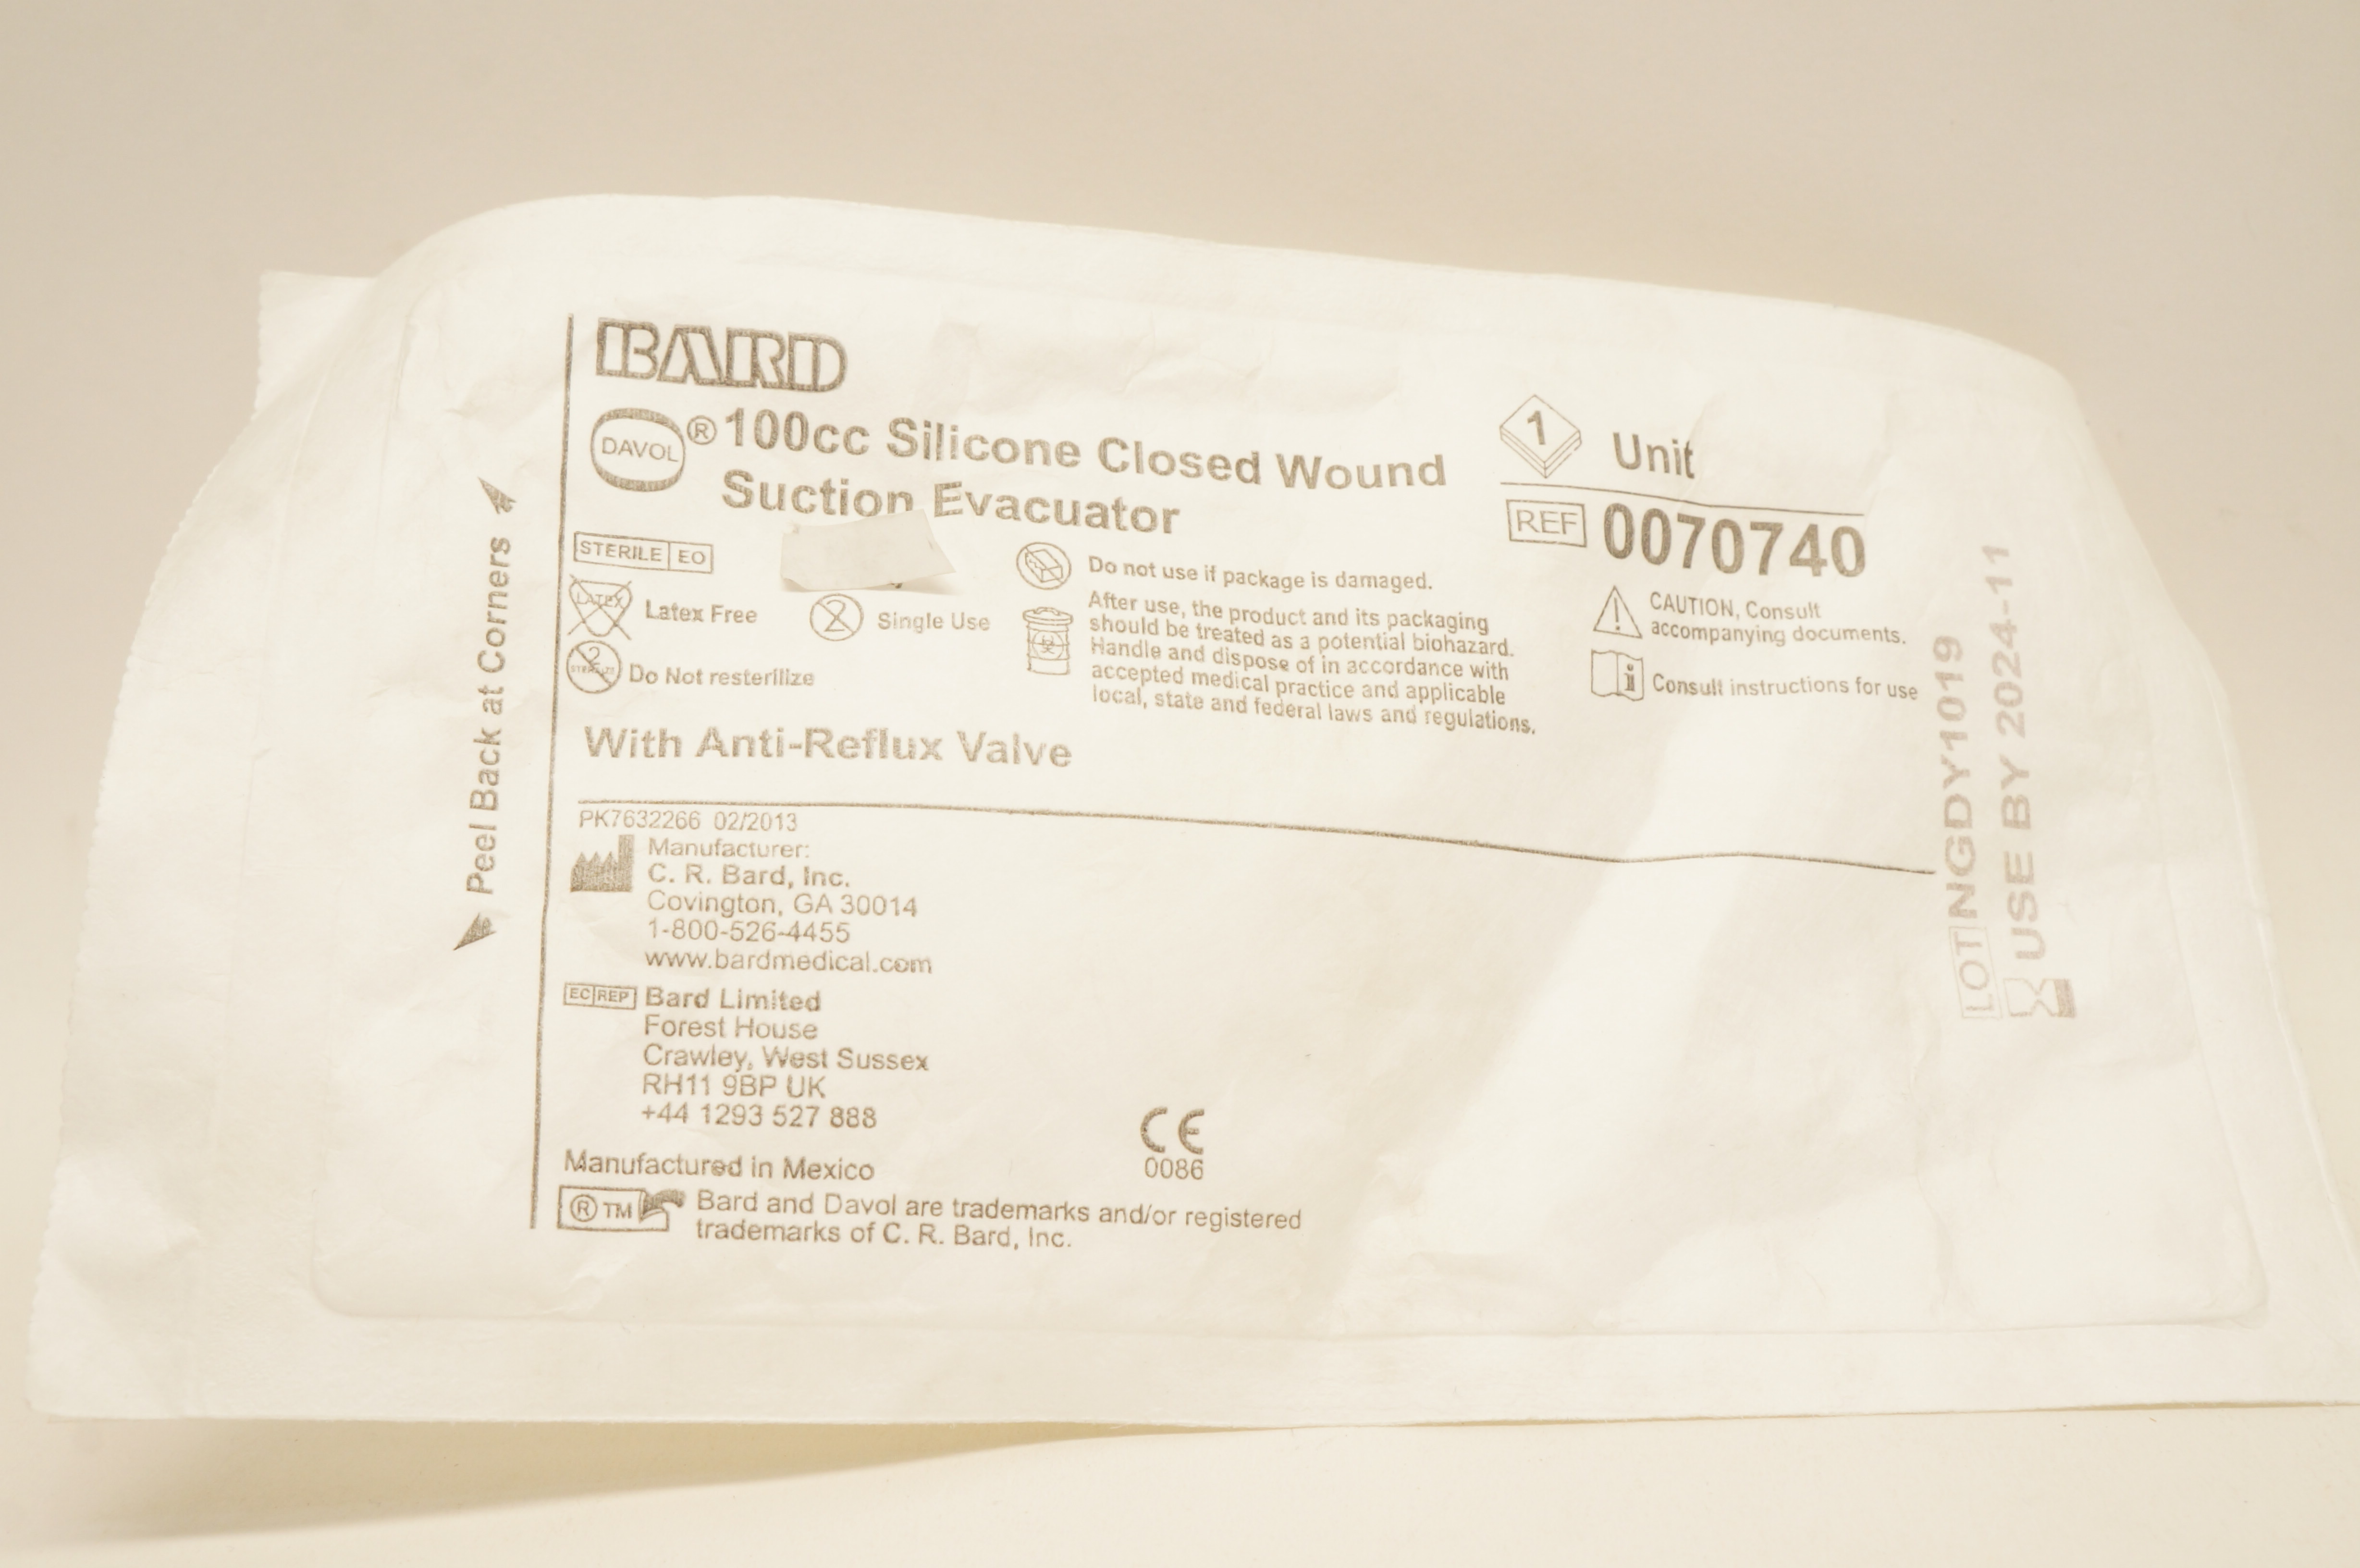 BARD
DAVOL ® 100cc Silicone Closed Wound
Suction Evacuator
1 Unit
REF 0070740
STERILE EO
LATEX Latex Free
2 Single Use
2 STERILIZE Do Not resterilize
Do not use if package is damaged.
After use, the product and its packaging
should be treated as a potential biohazard.
Handle and dispose of in accordance with
accepted medical practice and applicable
local, state and federal laws and regulations.
CAUTION, Consult
accompanying documents.
i Consult instructions for use
With Anti-Reflux Valve
Peel Back at Corners
PK7632266 02/2013
Manufacturer:
C. R. Bard, Inc.
Covington, GA 30014
1-800-526-4455
www.bardmedical.com
EC REP Bard Limited
Forest House
Crawley, West Sussex
RH11 9BP UK
+44 1293 527 888
Manufactured in Mexico
CE
0086
® TM Bard and Davol are trademarks and/or registered
trademarks of C. R. Bard, Inc.
LOT NGDY1019
USE BY 2024-11